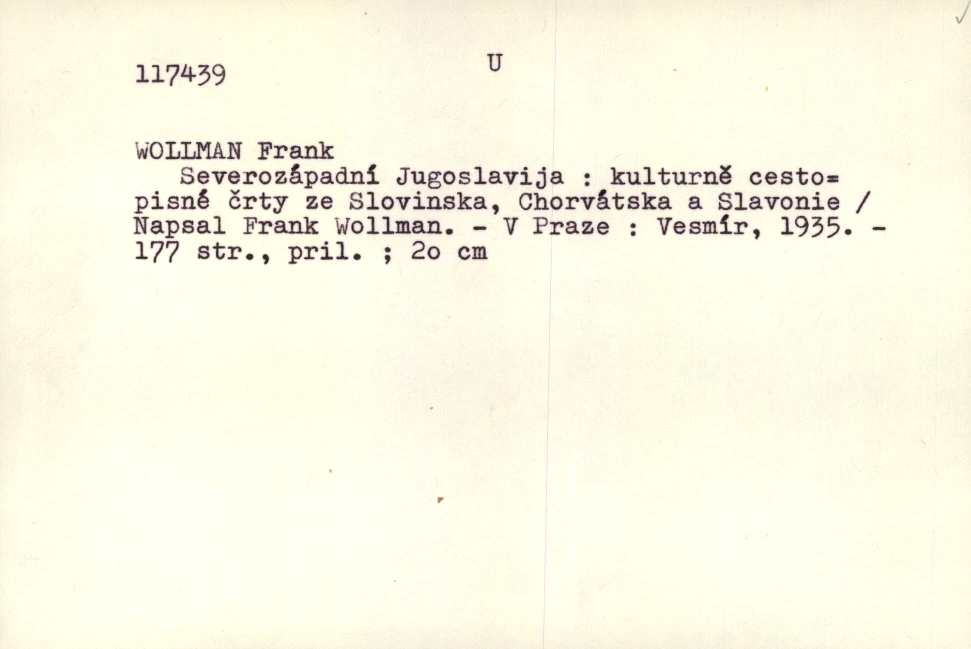 U
117439
WOLLMAN Frank
Severozápadní Jugoslavija : kulturně cesto=
pisné črty ze Slovinska, Chorvátska a Slavonie /
Napsal Frank Wollman. - V Praze : Vesmír, 1935. -
177 str., pril. ; 2o cm